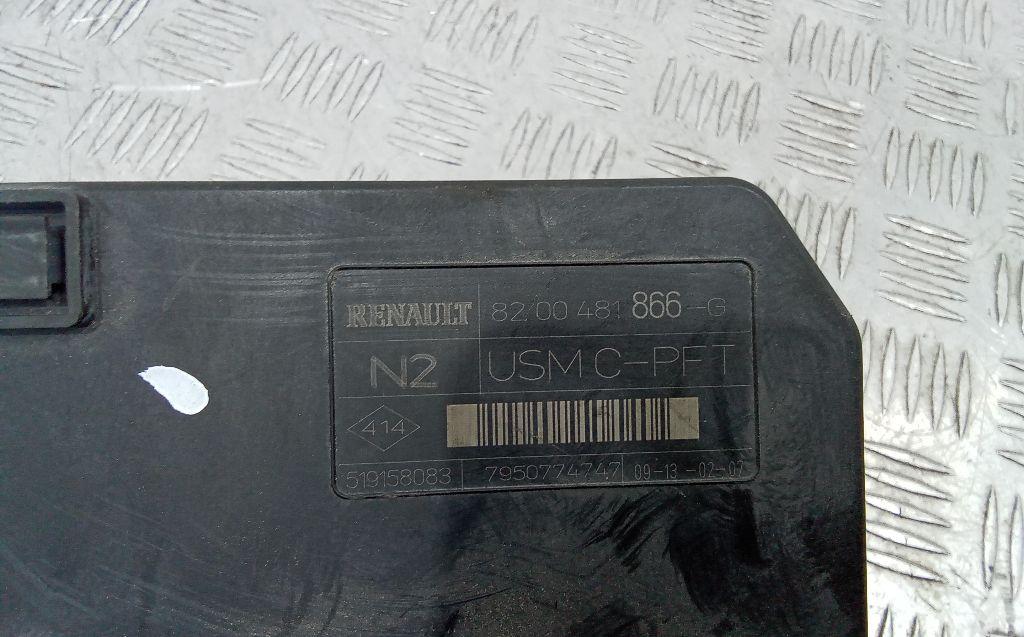 RENAULT 82/00 481 866-G
N2 USM C-PFT
414
519158083 7950774747 09-13-02-07